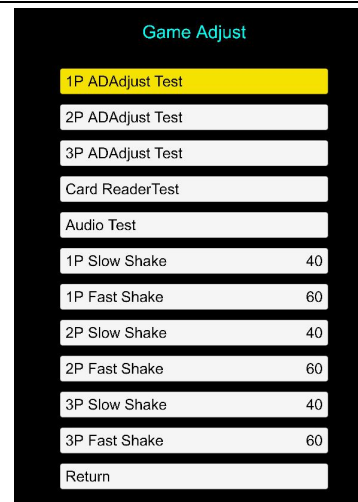 Game Adjust
1P ADAdjust Test
2P ADAdjust Test
3P ADAdjust Test
Card ReaderTest
Audio Test
1P Slow Shake 40
1P Fast Shake 60
2P Slow Shake 40
2P Fast Shake 60
3P Slow Shake 40
3P Fast Shake 60
Return